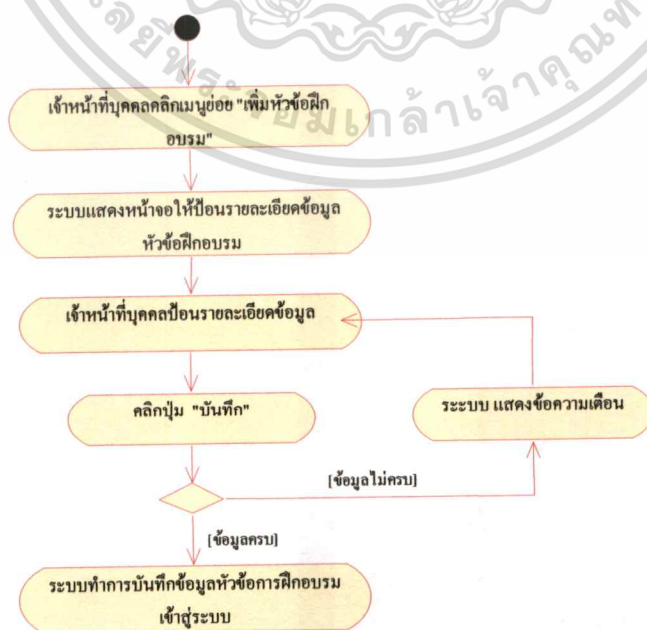 เจ้าหน้าที่บุคคลคลิกเมนูย่อย "เพิ่มหัวข้อฝึก
อบรม"
ระบบแสดงหน้าจอให้ป้อนรายละเอียดข้อมูล
หัวข้อฝึกอบรม
เจ้าหน้าที่บุคคลป้อนรายละเอียดข้อมูล
คลิกปุ่ม "บันทึก"
ระะบบ แสดงข้อความเตือน
[ข้อมูลไม่ครบ]
[ข้อมูลครบ]
ระบบทำการบันทึกข้อมูลหัวข้อการฝึกอบรม
เข้าสู่ระบบ